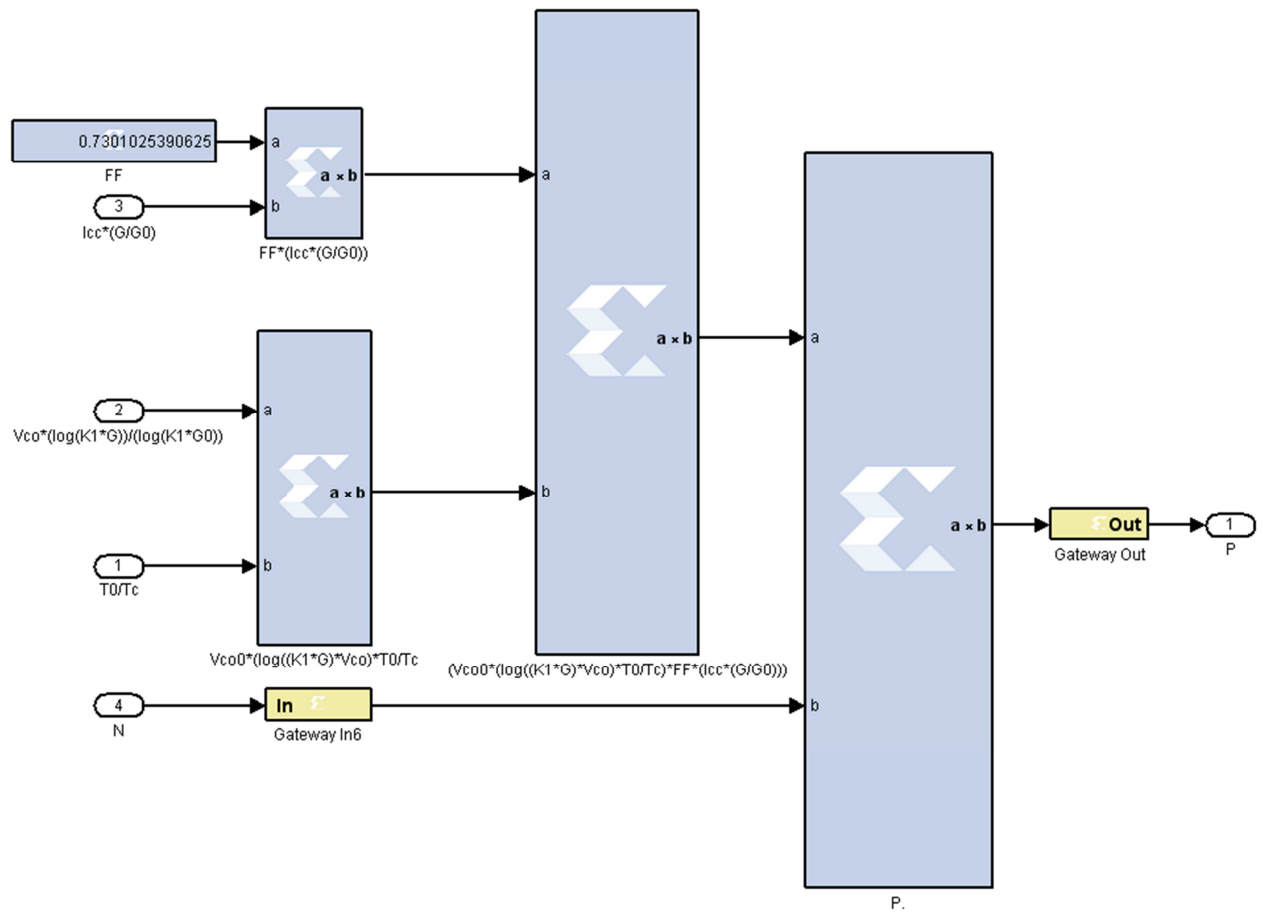 0.7301025390625
FF
3
Icc*(G/G0)
a
b
a × b
FF*(Icc*(G/G0))
2
Vco*(log(K1*G))/(log(K1*G0))
1
T0/Tc
a
b
a × b
Vco0*(log((K1*G)*Vco)*T0/Tc
4
N
In
Gateway In6
a
b
a × b
(Vco0*(log((K1*G)*Vco)*T0/Tc)*FF*(Icc*(G/G0)))
a
b
a × b
P.
Out
Gateway Out
1
P